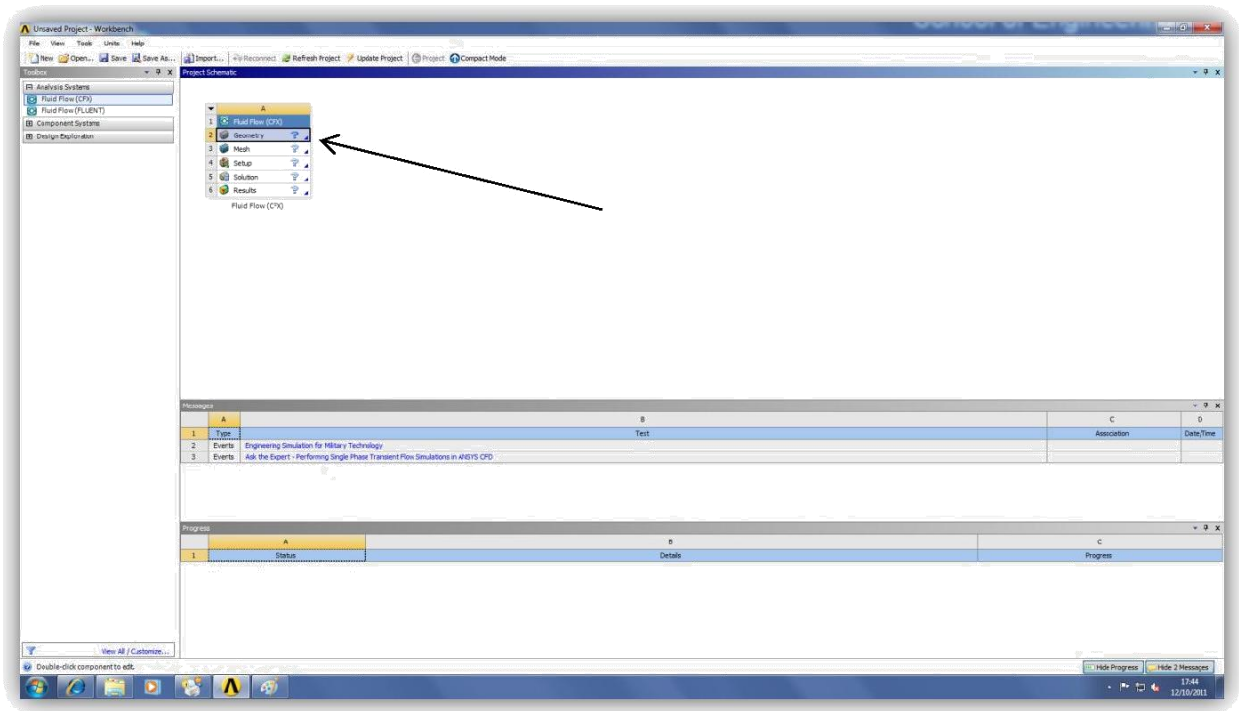 Unsaved Project - Workbench
File View Tools Units Help
New Open... Save Save As... Import... Reconnect Refresh Project Update Project Project Compact Mode
Toolbox
Project Schematic
Analysis Systems
Fluid Flow (CFX)
Fluid Flow (FLUENT)
Component Systems
Design Exploration
A
1 Fluid Flow (CFX)
2 Geometry ?
3 Mesh ?
4 Setup ?
5 Solution ?
6 Results ?
Fluid Flow (CFX)
Messages
A B C D
1 Type Text Association Date/Time
2 Events Engineering Simulation for Military Technology
3 Events Ask the Expert - Performing Single Phase Transient Flow Simulations in ANSYS CFD
Progress
A B C
1 Status Details Progress
View All / Customize...
Double-click component to edit.
Hide Progress Hide 2 Messages
17:44
12/10/2011